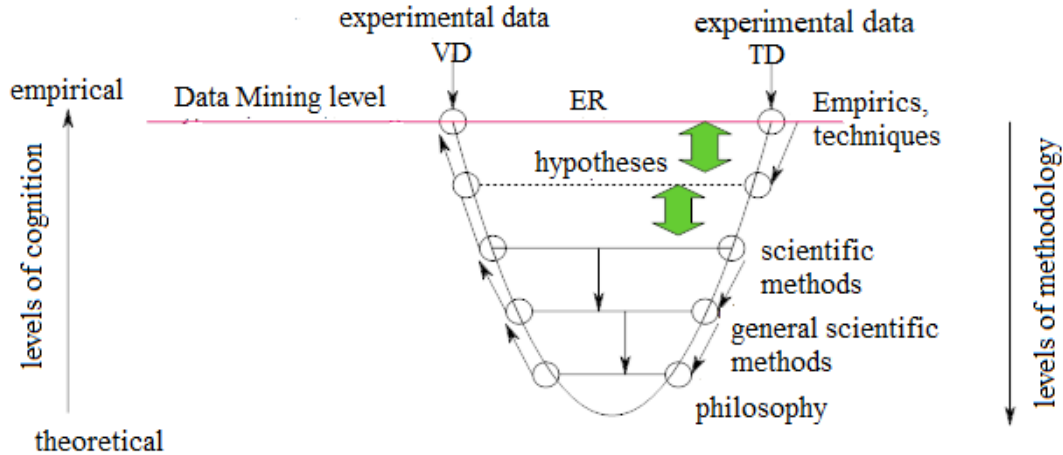 experimental data
VD
experimental data
TD
empirical
Data Mining level
ER
Empirics,
techniques
hypotheses
levels of cognition
levels of methodology
scientific
methods
general scientific
methods
philosophy
theoretical